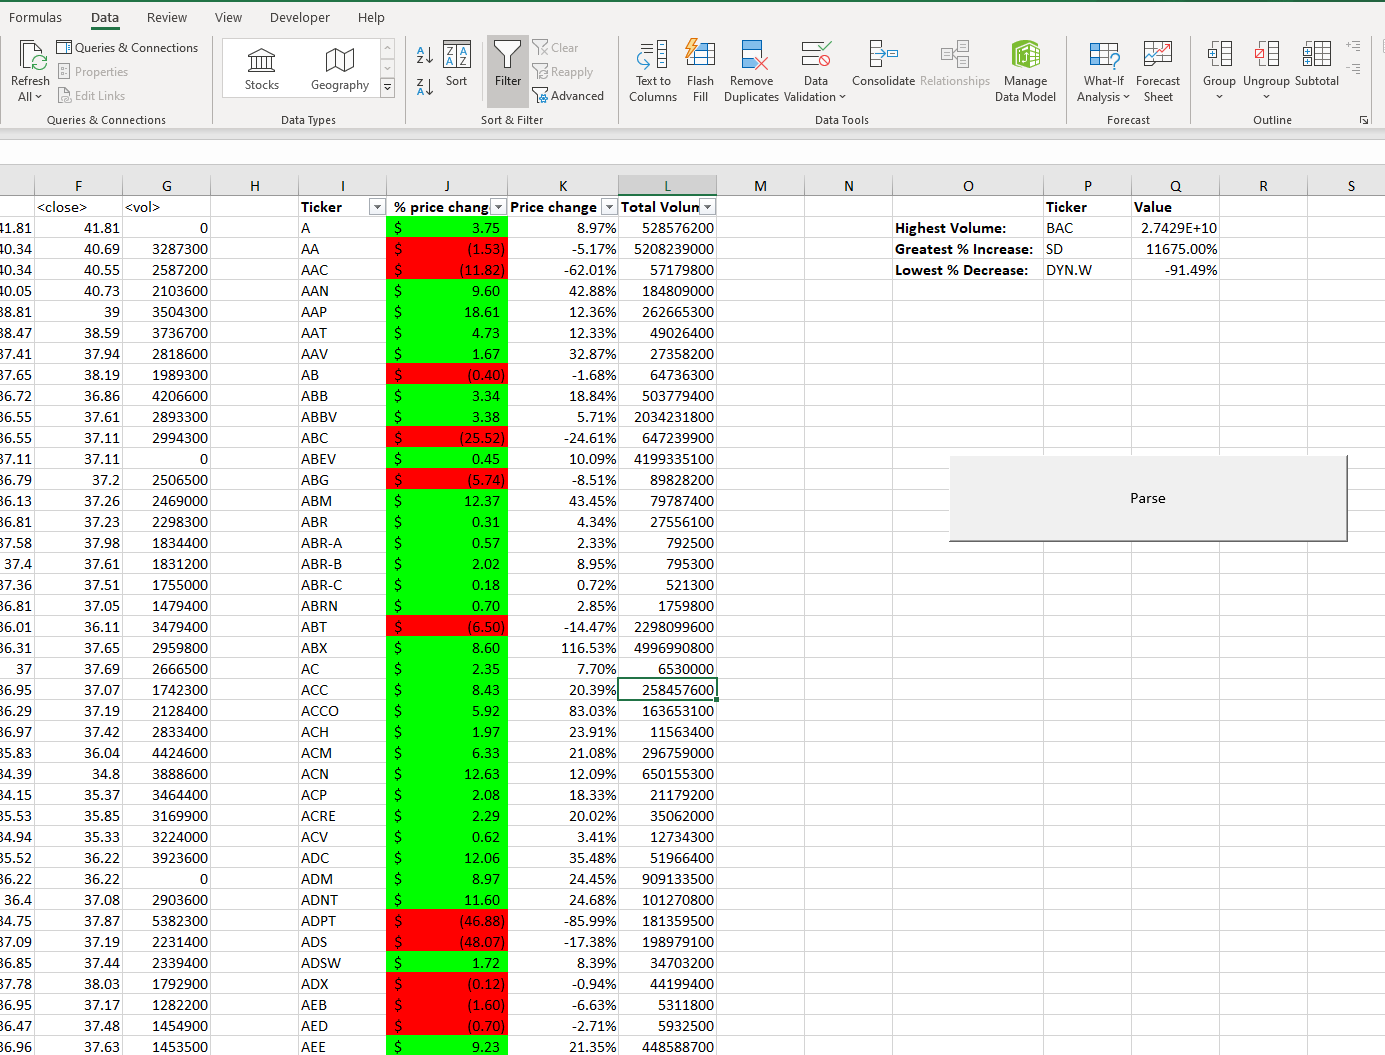 Formulas Data Review View Developer Help
Refresh All
Queries & Connections
Properties
Edit Links
Queries & Connections
Stocks Geography
Data Types
Sort
Filter
Clear
Reapply
Advanced
Sort & Filter
Text to Columns
Flash Fill
Remove Duplicates
Data Validation
Consolidate
Relationships
Manage Data Model
Data Tools
What-If Analysis
Forecast Sheet
Forecast
Group Ungroup Subtotal
Outline
F G H I J K L M N O P Q R S
<close> <vol> Ticker % price chang Price change Total Volun Ticker Value
41.81 41.81 0 A $ 3.75 8.97% 528576200 Highest Volume: BAC 2.7429E+10
40.34 40.69 3287300 AA $ (1.53) -5.17% 5208239000 Greatest % Increase: SD 11675.00%
40.34 40.55 2587200 AAC $ (11.82) -62.01% 57179800 Lowest % Decrease: DYN.W -91.49%
40.05 40.73 2103600 AAN $ 9.60 42.88% 184809000
38.81 39 3504300 AAP $ 18.61 12.36% 262665300
38.47 38.59 3736700 AAT $ 4.73 12.33% 49026400
37.41 37.94 2818600 AAV $ 1.67 32.87% 27358200
37.65 38.19 1989300 AB $ (0.40) -1.68% 64736300
36.72 36.86 4206600 ABB $ 3.34 18.84% 503779400
36.55 37.61 2893300 ABBV $ 3.38 5.71% 2034231800
36.55 37.11 2994300 ABC $ (25.52) -24.61% 647239900
37.11 37.11 0 ABEV $ 0.45 10.09% 4199335100
36.79 37.2 2506500 ABG $ (5.74) -8.51% 89828200
36.13 37.26 2469000 ABM $ 12.37 43.45% 79787400
36.81 37.23 2298300 ABR $ 0.31 4.34% 27556100
Parse
37.58 37.98 1834400 ABR-A $ 0.57 2.33% 792500
37.4 37.61 1831200 ABR-B $ 2.02 8.95% 795300
37.36 37.51 1755000 ABR-C $ 0.18 0.72% 521300
36.81 37.05 1479400 ABRN $ 0.70 2.85% 1759800
36.01 36.11 3479400 ABT $ (6.50) -14.47% 2298099600
36.31 37.65 2959800 ABX $ 8.60 116.53% 4996990800
37 37.69 2666500 AC $ 2.35 7.70% 6530000
36.95 37.07 1742300 ACC $ 8.43 20.39% 258457600
36.29 37.19 2128400 ACCO $ 5.92 83.03% 163653100
36.97 37.42 2833400 ACH $ 1.97 23.91% 11563400
35.83 36.04 4424600 ACM $ 6.33 21.08% 296759000
34.39 34.8 3888600 ACN $ 12.63 12.09% 650155300
34.15 35.37 3464400 ACP $ 2.08 18.33% 21179200
35.53 35.85 3169900 ACRE $ 2.29 20.02% 35062000
34.94 35.33 3224000 ACV $ 0.62 3.41% 12734300
35.52 36.22 3923600 ADC $ 12.06 35.48% 51966400
36.22 36.22 0 ADM $ 8.97 24.45% 909133500
36.4 37.08 2903600 ADNT $ 11.60 24.68% 101270800
34.75 37.87 5382300 ADPT $ (46.88) -85.99% 181359500
37.09 37.19 2231400 ADS $ (48.07) -17.38% 198979100
36.85 37.44 2339400 ADSW $ 1.72 8.39% 34703200
37.78 38.03 1792900 ADX $ (0.12) -0.94% 44199400
36.95 37.17 1282200 AEB $ (1.60) -6.63% 5311800
36.47 37.48 1454900 AED $ (0.70) -2.71% 5932500
36.96 37.63 1453500 AEE $ 9.23 21.35% 448588700